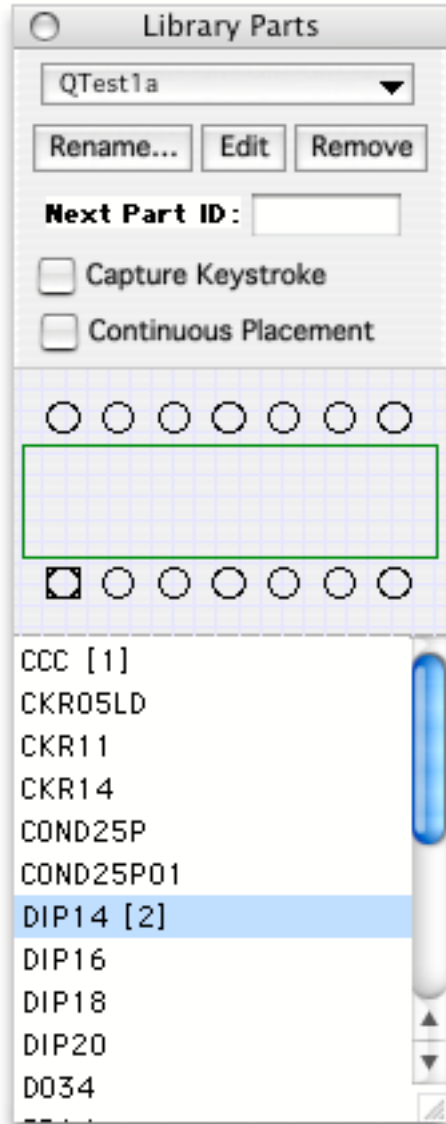 Library Parts
QTest1a
Rename... Edit Remove
Next Part ID:
Capture Keystroke
Continuous Placement
CCC [1]
CKR05LD
CKR11
CKR14
COND25P
COND25P01
DIP14 [2]
DIP16
DIP18
DIP20
DO34